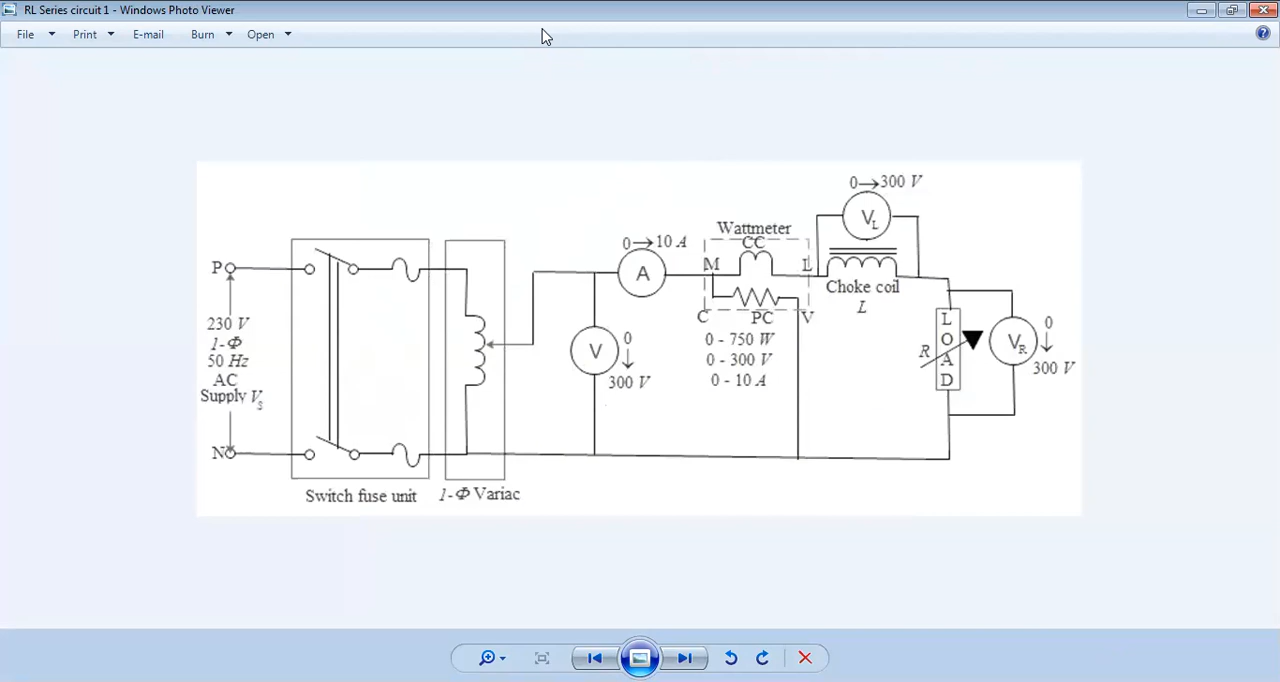 RL Series circuit 1 - Windows Photo Viewer
File Print E-mail Burn Open
0→300 V
V_L
Wattmeter
CC
0→10 A
M L
P
A
Choke coil
L
C PC V
230 V
1-Φ
50 Hz
AC
Supply V_S
0 - 750 W
0 - 300 V
0 - 10 A
V
0
↓
300 V
LOAD
R
V_R
0
↓
300 V
N
Switch fuse unit
1-Φ Variac